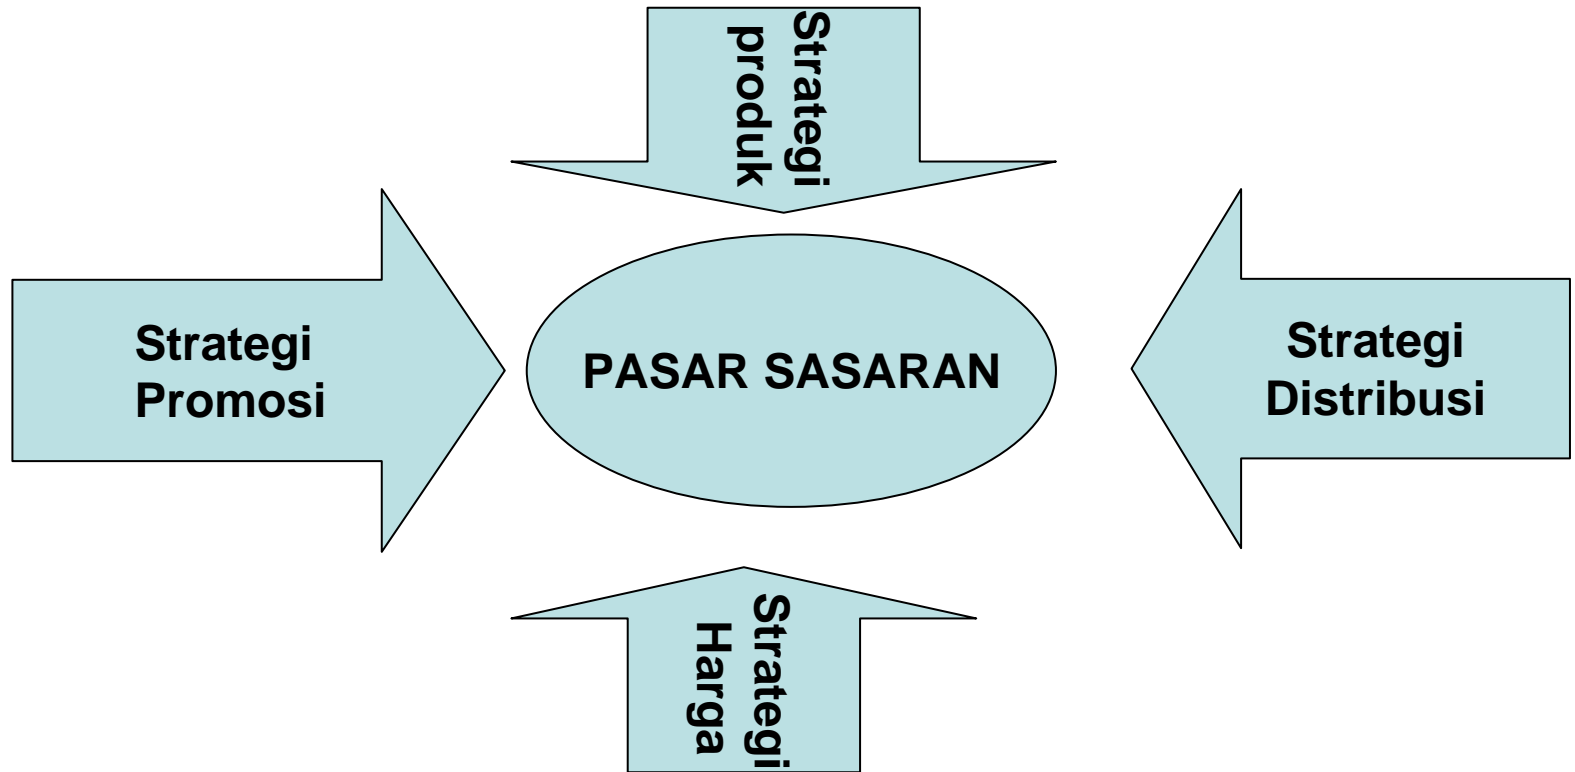 Strategi
produk
Strategi
Promosi
PASAR SASARAN
Strategi
Distribusi
Strategi
Harga